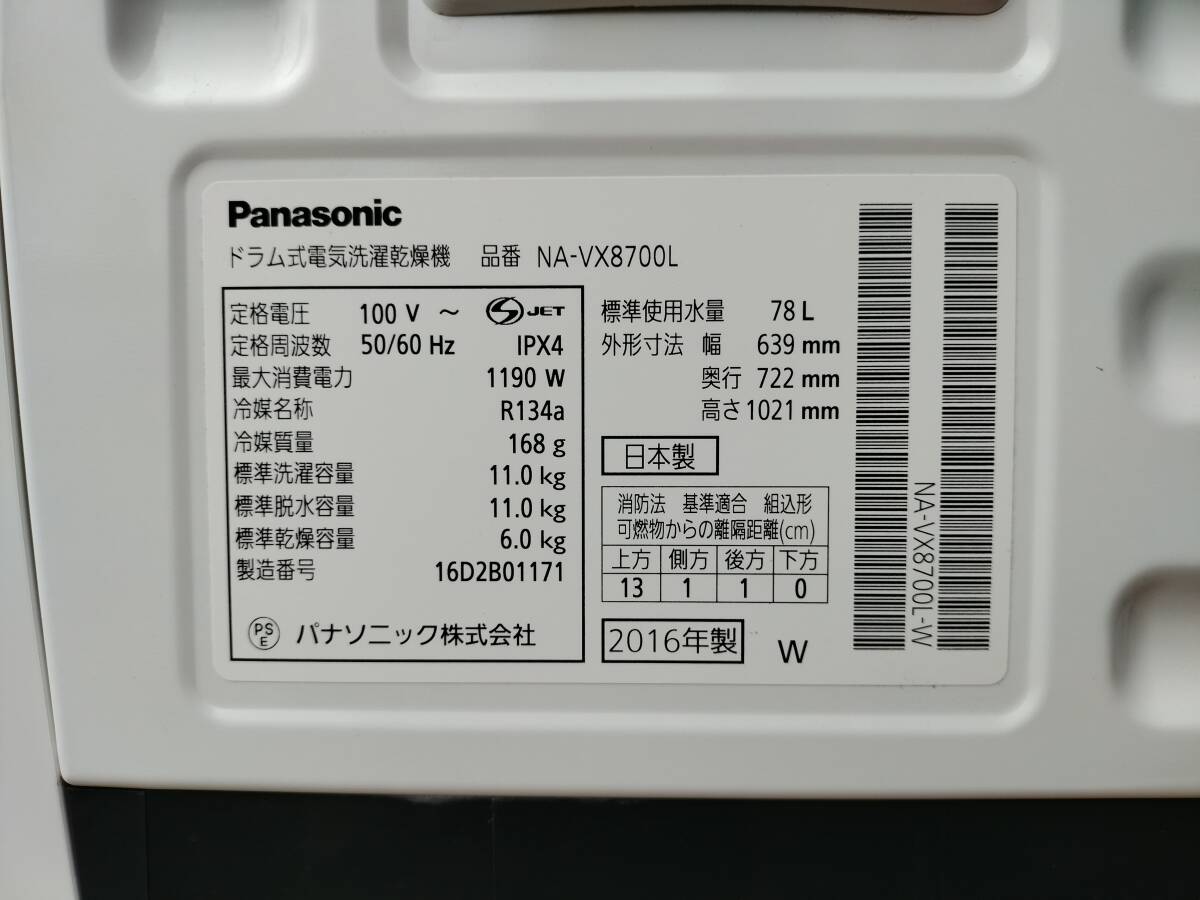 Panasonic
ドラム式電気洗濯乾燥機 品番 NA-VX8700L
定格電圧 100 V ～ JET
定格周波数 50/60 Hz IPX4
最大消費電力 1190 W
冷媒名称 R134a
冷媒質量 168 g
標準洗濯容量 11.0 kg
標準脱水容量 11.0 kg
標準乾燥容量 6.0 kg
製造番号 16D2B01171
PSE パナソニック株式会社
標準使用水量 78 L
外形寸法 幅 639 mm
奥行 722 mm
高さ 1021 mm
日本製
消防法 基準適合 組込形
可燃物からの離隔距離(cm)
上方 側方 後方 下方
13 1 1 0
2016年製 W
NA-VX8700L-W